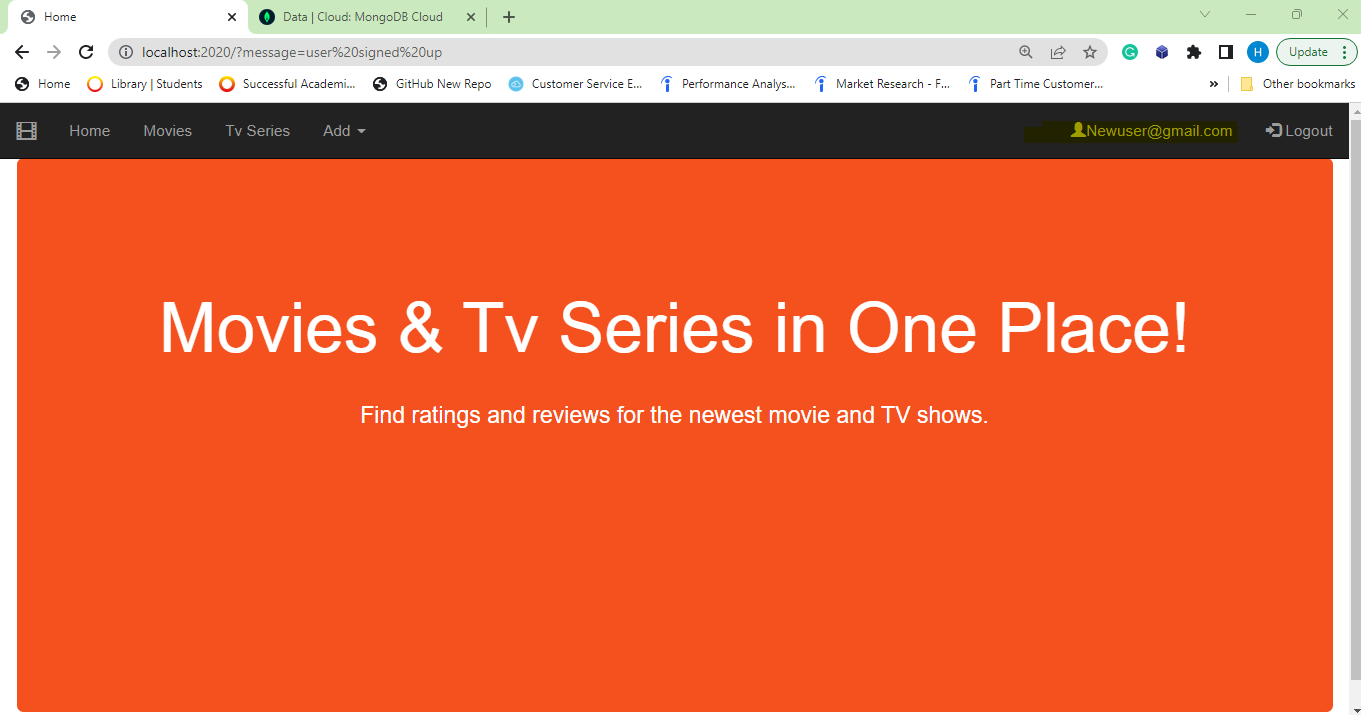 Home
Data | Cloud: MongoDB Cloud
localhost:2020/?message=user%20signed%20up
H
Update
Home
Library | Students
Successful Academi...
GitHub New Repo
Customer Service E...
Performance Analys...
Market Research - F...
Part Time Customer...
»
Other bookmarks
Home
Movies
Tv Series
Add
Newuser@gmail.com
Logout
Movies & Tv Series in One Place!
Find ratings and reviews for the newest movie and TV shows.